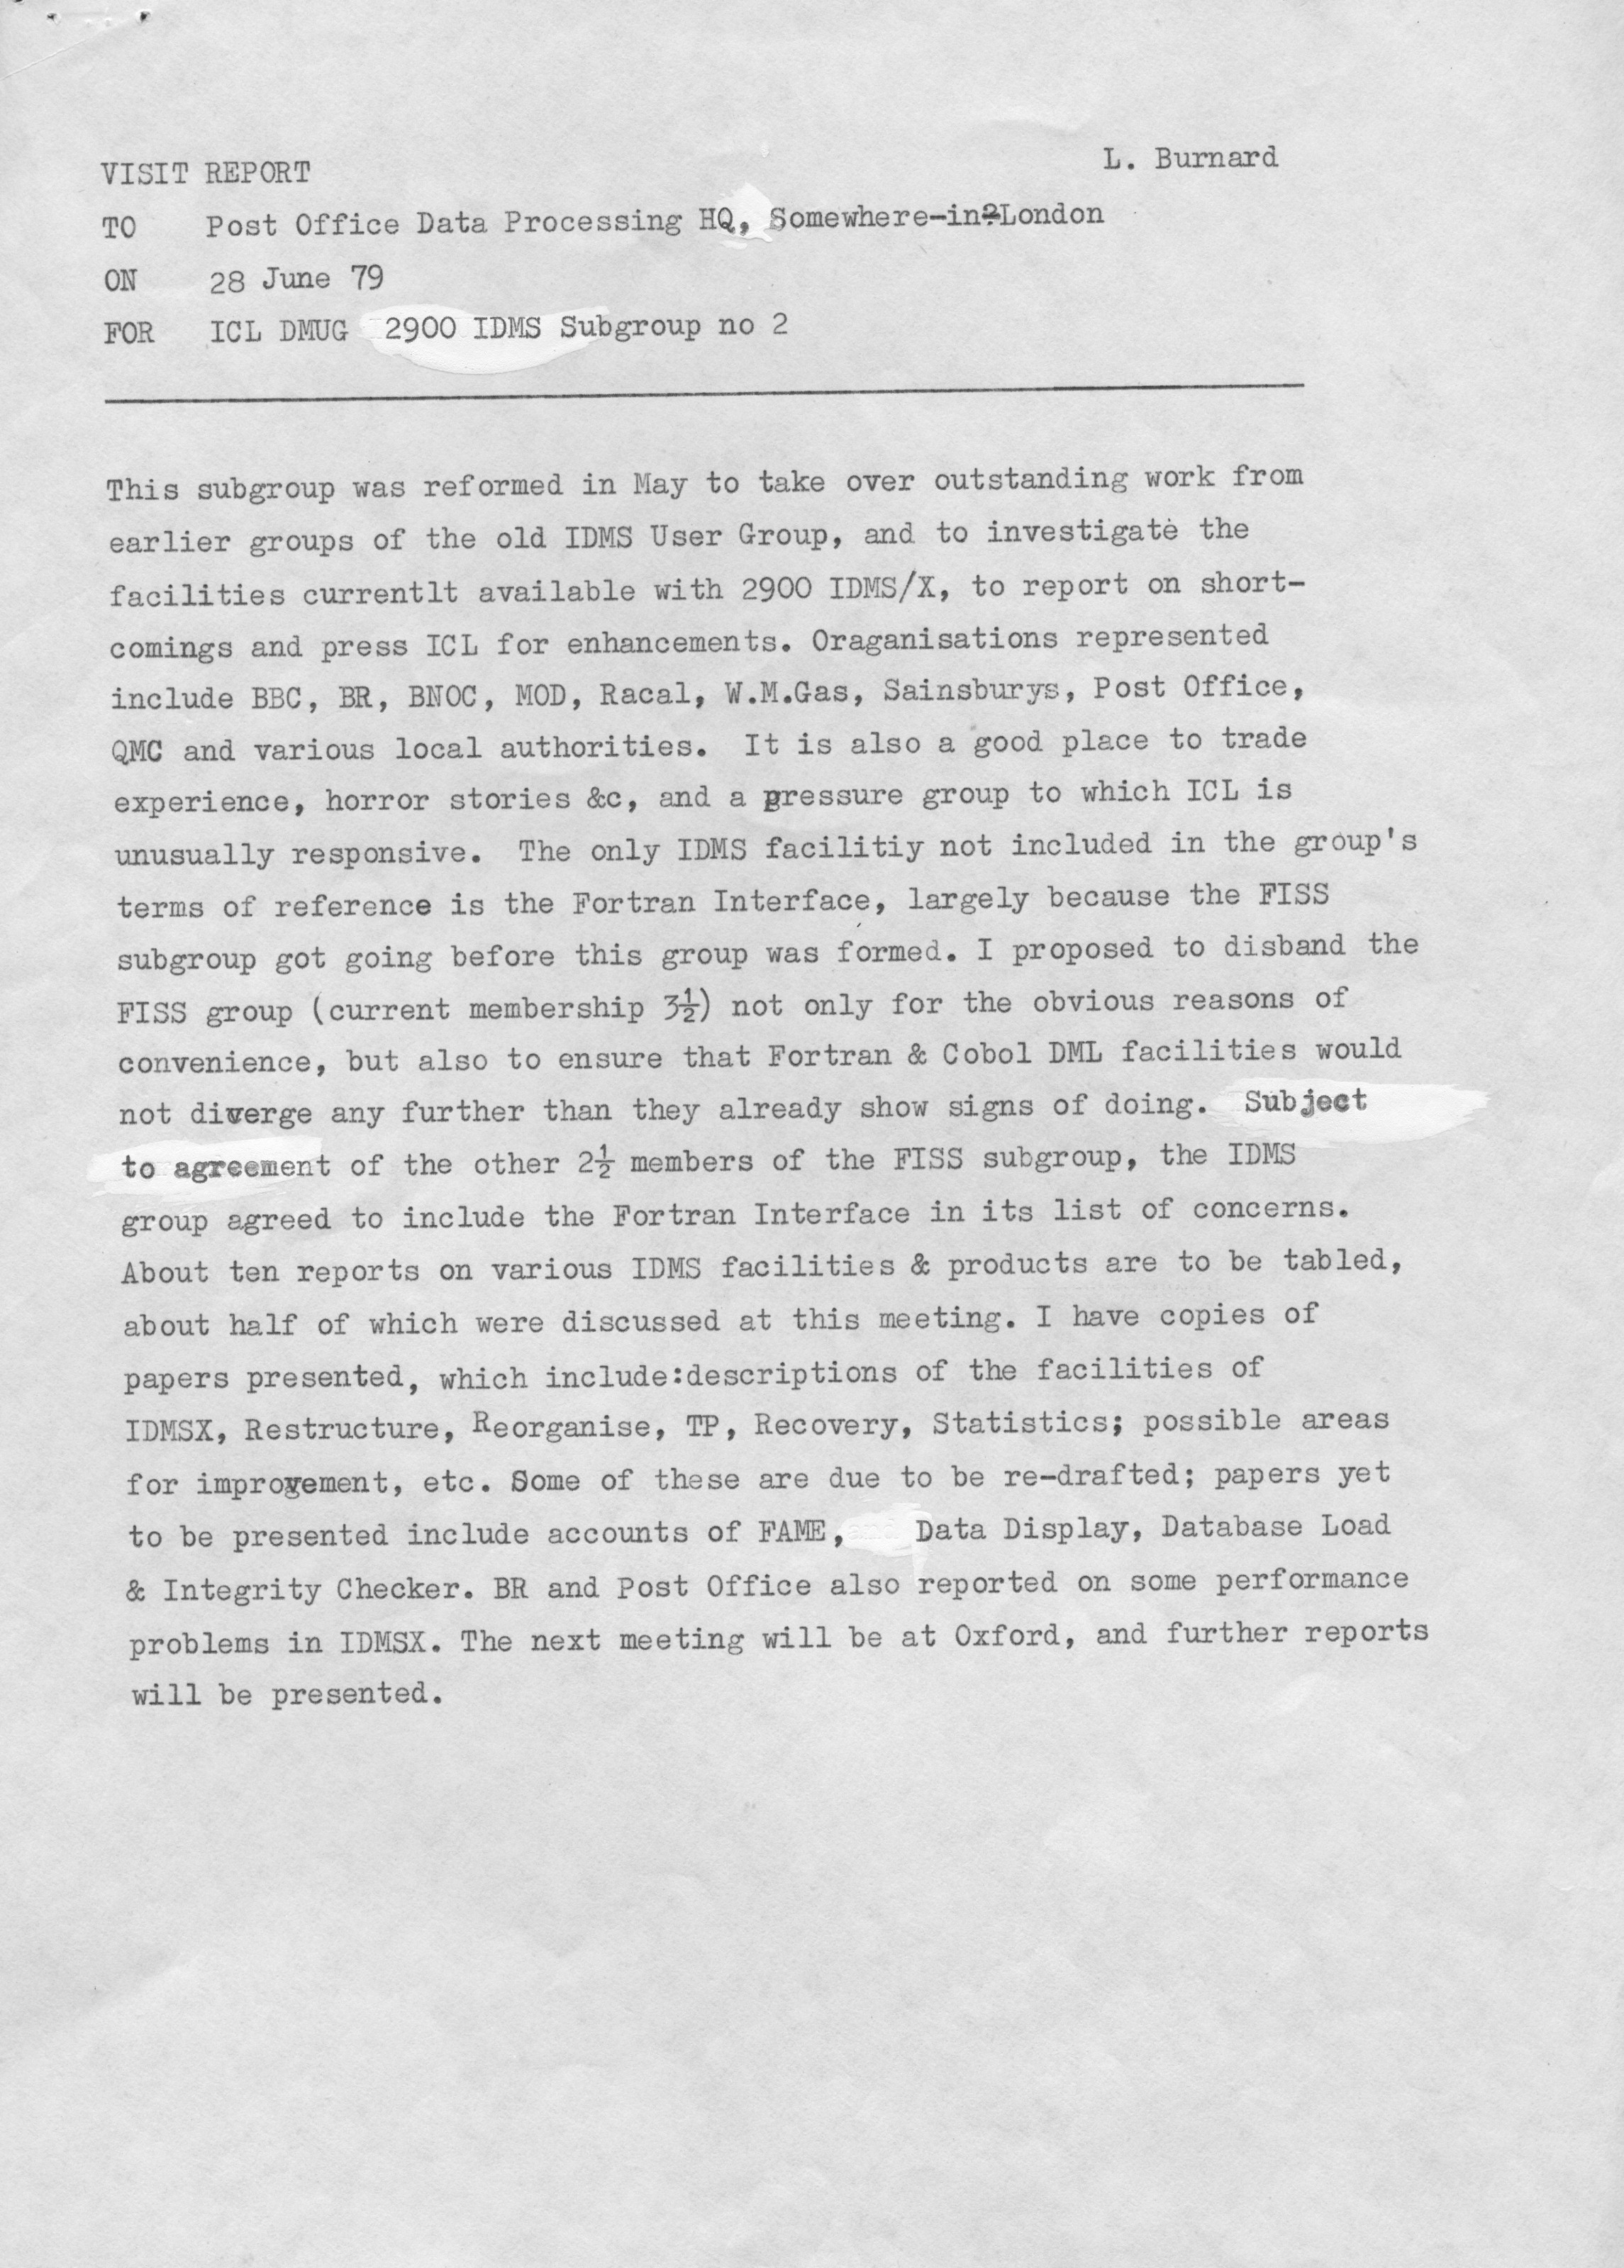 L. Burnard
VISIT REPORT
TO Post Office Data Processing HQ, Somewhere-in-London
ON 28 June 79
FOR ICL DMUG 2900 IDMS Subgroup no 2
This subgroup was reformed in May to take over outstanding work from
earlier groups of the old IDMS User Group, and to investigate the
facilities currentlt available with 2900 IDMS/X, to report on short-
comings and press ICL for enhancements. Oraganisations represented
include BBC, BR, BNOC, MOD, Racal, W.M.Gas, Sainsburys, Post Office,
QMC and various local authorities. It is also a good place to trade
experience, horror stories &c, and a pressure group to which ICL is
unusually responsive. The only IDMS facilitiy not included in the group's
terms of reference is the Fortran Interface, largely because the FISS
subgroup got going before this group was formed. I proposed to disband the
FISS group (current membership 3½) not only for the obvious reasons of
convenience, but also to ensure that Fortran & Cobol DML facilities would
not diverge any further than they already show signs of doing. Subject
to agreement of the other 2½ members of the FISS subgroup, the IDMS
group agreed to include the Fortran Interface in its list of concerns.
About ten reports on various IDMS facilities & products are to be tabled,
about half of which were discussed at this meeting. I have copies of
papers presented, which include:descriptions of the facilities of
IDMSX, Restructure, Reorganise, TP, Recovery, Statistics; possible areas
for improvement, etc. Some of these are due to be re-drafted; papers yet
to be presented include accounts of FAME, Data Display, Database Load
& Integrity Checker. BR and Post Office also reported on some performance
problems in IDMSX. The next meeting will be at Oxford, and further reports
will be presented.